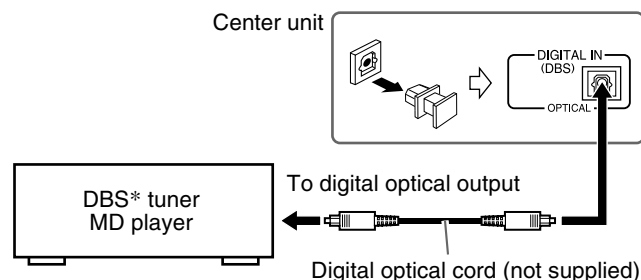 Center unit
DIGITAL IN
(DBS)
OPTICAL
To digital optical output
DBS* tuner
MD player
Digital optical cord (not supplied)